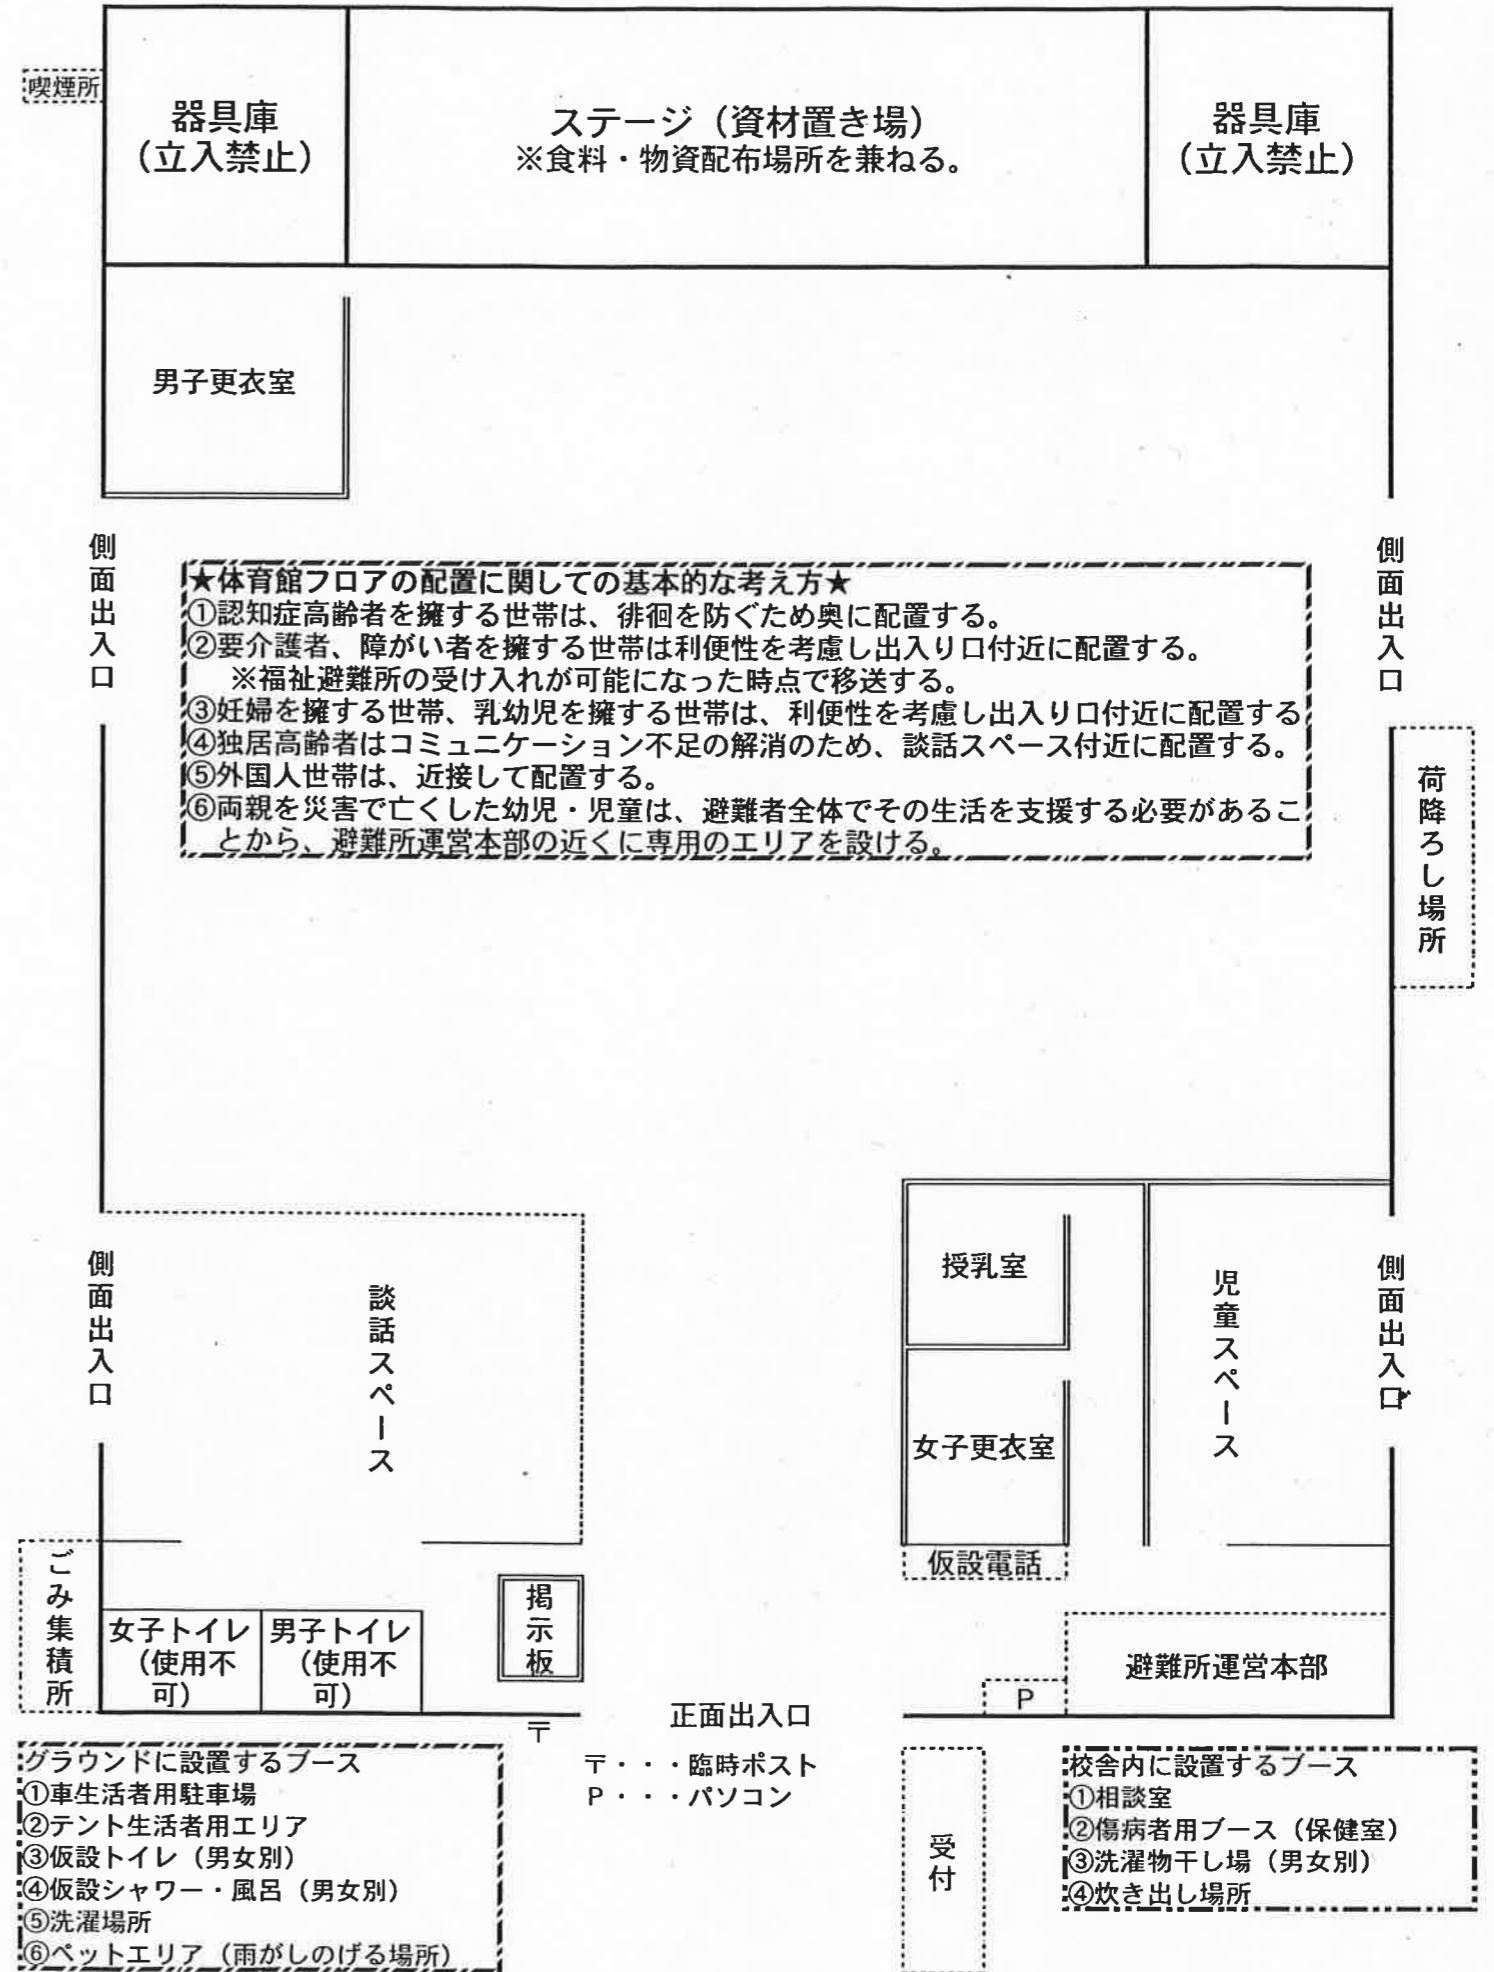 喫煙所
器具庫
（立入禁止）
ステージ（資材置き場）
※食料・物資配布場所を兼ねる。
器具庫
（立入禁止）
男子更衣室
側面出入口
側面出入口
★体育館フロアの配置に関しての基本的な考え方★
①認知症高齢者を擁する世帯は、徘徊を防ぐため奥に配置する。
②要介護者、障がい者を擁する世帯は利便性を考慮し出入り口付近に配置する。
※福祉避難所の受け入れが可能になった時点で移送する。
③妊婦を擁する世帯、乳幼児を擁する世帯は、利便性を考慮し出入り口付近に配置する
④独居高齢者はコミュニケーション不足の解消のため、談話スペース付近に配置する。
⑤外国人世帯は、近接して配置する。
⑥両親を災害で亡くした幼児・児童は、避難者全体でその生活を支援する必要があるこ
とから、避難所運営本部の近くに専用のエリアを設ける。
荷降ろし場所
側面出入口
談話スペース
授乳室
女子更衣室
児童スペース
側面出入口
仮設電話
ごみ集積所
女子トイレ
（使用不
可）
男子トイレ
（使用不
可）
掲示板
避難所運営本部
P
正面出入口
〒
〒・・・臨時ポスト
P・・・パソコン
グラウンドに設置するブース
①車生活者用駐車場
②テント生活者用エリア
③仮設トイレ（男女別）
④仮設シャワー・風呂（男女別）
⑤洗濯場所
⑥ペットエリア（雨がしのげる場所）
受付
校舎内に設置するブース
①相談室
②傷病者用ブース（保健室）
③洗濯物干し場（男女別）
④炊き出し場所